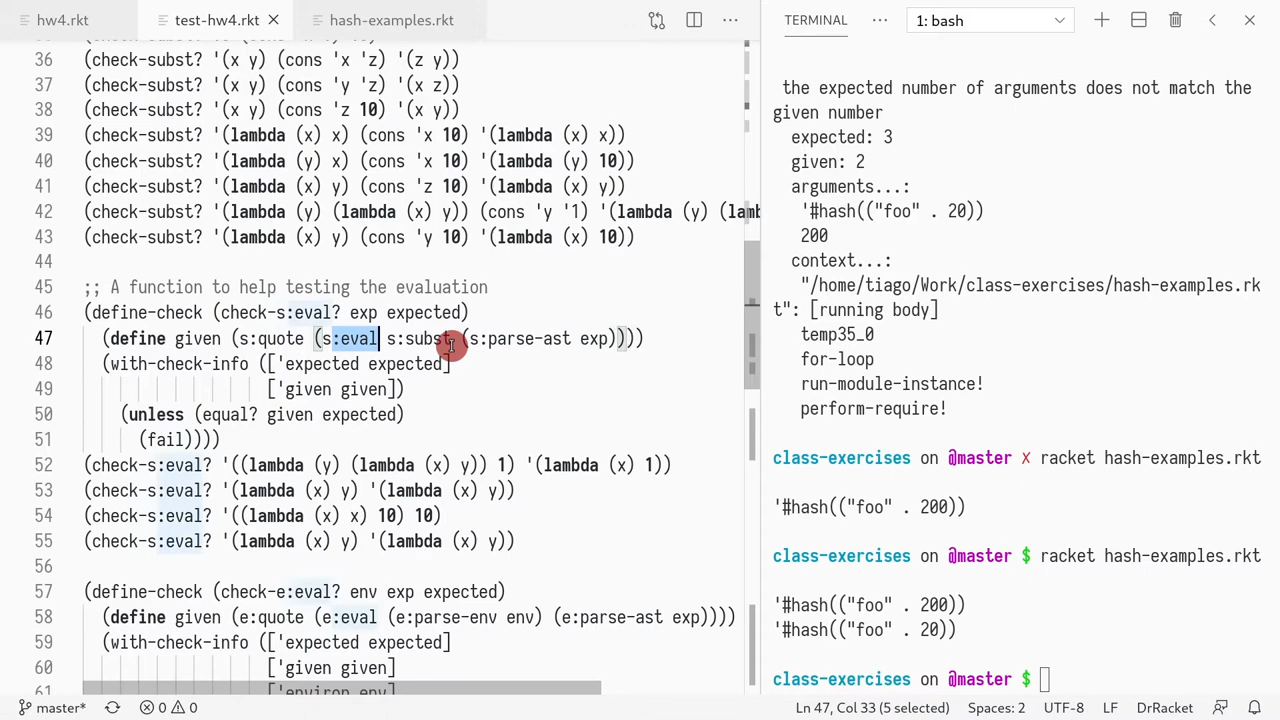 hw4.rkt
test-hw4.rkt
hash-examples.rkt
36 (check-subst? '(x y) (cons 'x 'z) '(z y))
37 (check-subst? '(x y) (cons 'y 'z) '(x z))
38 (check-subst? '(x y) (cons 'z 10) '(x y))
39 (check-subst? '(lambda (x) x) (cons 'x 10) '(lambda (x) x))
40 (check-subst? '(lambda (y) x) (cons 'x 10) '(lambda (y) 10))
41 (check-subst? '(lambda (x) y) (cons 'z 10) '(lambda (x) y))
42 (check-subst? '(lambda (y) (lambda (x) y)) (cons 'y '1) '(lambda (y) (lamb
43 (check-subst? '(lambda (x) y) (cons 'y 10) '(lambda (x) 10))
44
45 ;; A function to help testing the evaluation
46 (define-check (check-s:eval? exp expected)
47 (define given (s:quote (s:eval s:subst (s:parse-ast exp))))
48 (with-check-info (['expected expected]
49 ['given given])
50 (unless (equal? given expected)
51 (fail))))
52 (check-s:eval? '((lambda (y) (lambda (x) y)) 1) '(lambda (x) 1))
53 (check-s:eval? '(lambda (x) y) '(lambda (x) y))
54 (check-s:eval? '((lambda (x) x) 10) 10)
55 (check-s:eval? '(lambda (x) y) '(lambda (x) y))
56
57 (define-check (check-e:eval? env exp expected)
58 (define given (e:quote (e:eval (e:parse-env env) (e:parse-ast exp))))
59 (with-check-info (['expected expected]
60 ['given given]
61 ['environ env]
TERMINAL
1: bash
the expected number of arguments does not match the
given number
expected: 3
given: 2
arguments...:
'#hash(("foo" . 20))
200
context...:
"/home/tiago/Work/class-exercises/hash-examples.rk
t": [running body]
temp35_0
for-loop
run-module-instance!
perform-require!
class-exercises on @master ✗ racket hash-examples.rkt
'#hash(("foo" . 200))
class-exercises on @master $ racket hash-examples.rkt
'#hash(("foo" . 200))
'#hash(("foo" . 20))
class-exercises on @master $
master*
0
0
Ln 47, Col 33 (5 selected)
Spaces: 2
UTF-8
LF
DrRacket